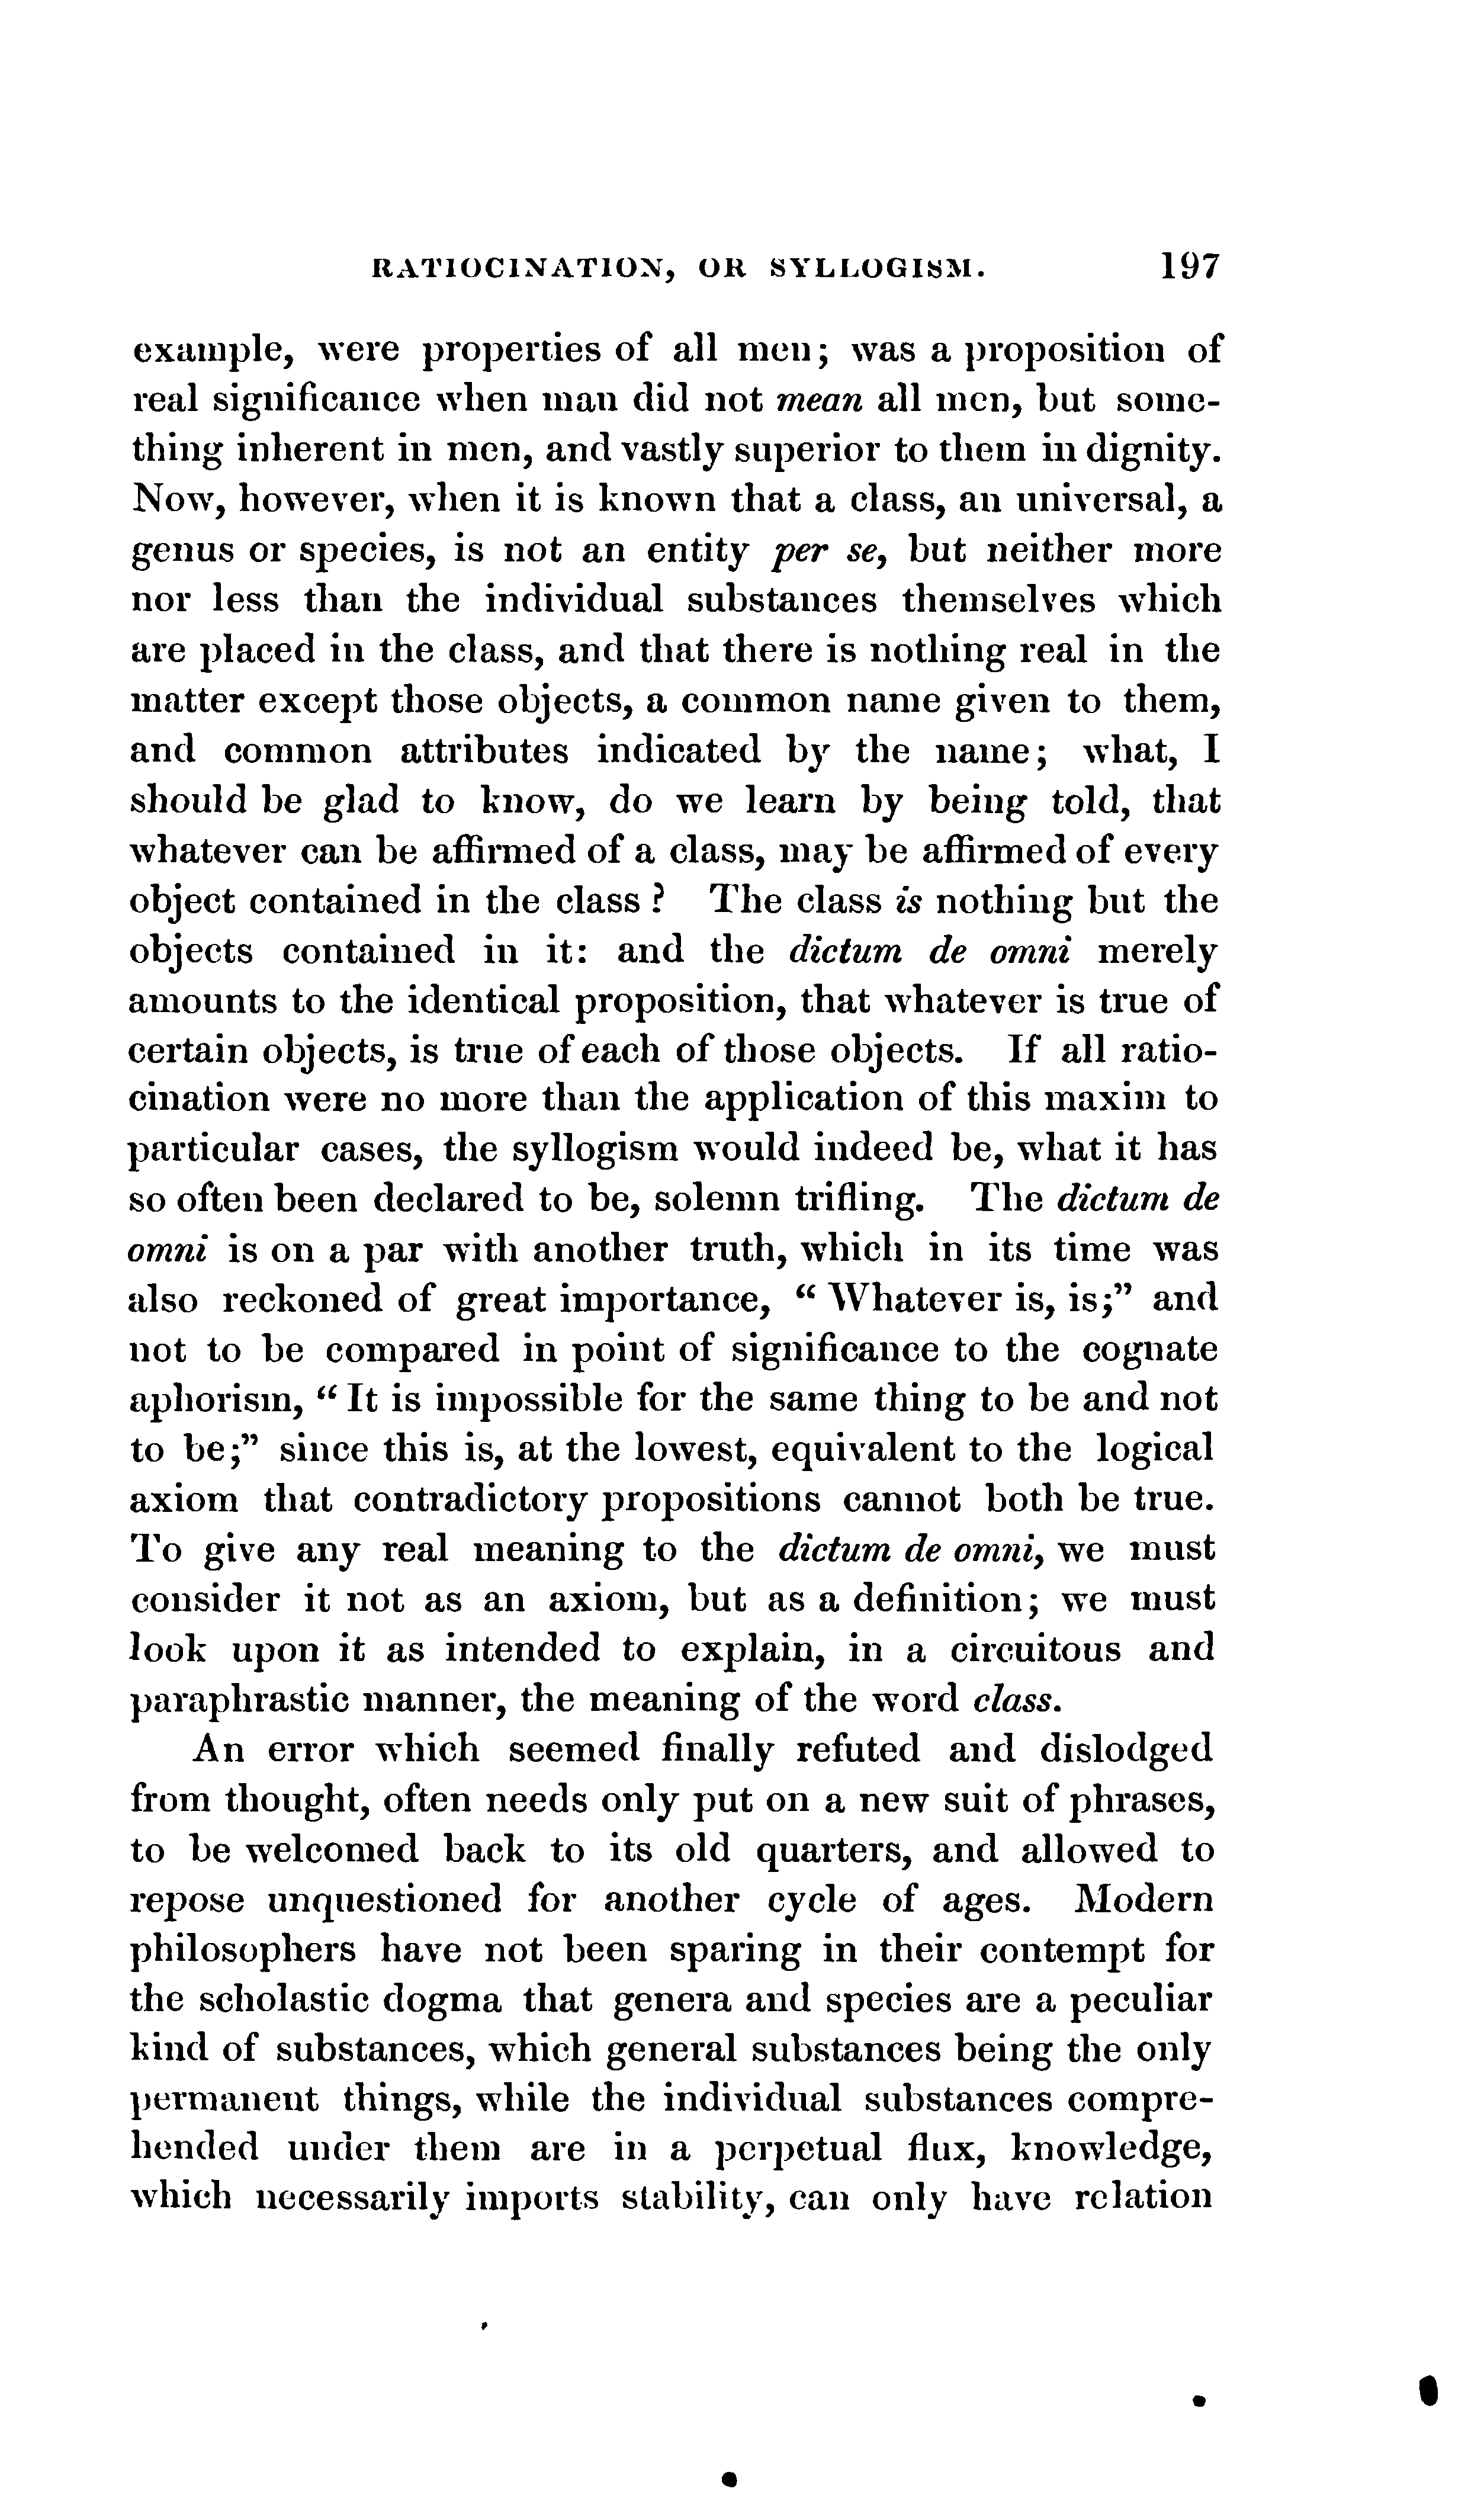 RATIOCINATION, OR SYLLOGISM. 197
example, were properties of all men; was a proposition of
real significance when man did not mean all men, but some-
thing inherent in men, and vastly superior to them in dignity.
Now, however, when it is known that a class, an universal, a
genus or species, is not an entity per se, but neither more
nor less than the individual substances themselves which
are placed in the class, and that there is nothing real in the
matter except those objects, a common name given to them,
and common attributes indicated by the name; what, I
should be glad to know, do we learn by being told, that
whatever can be affirmed of a class, may be affirmed of every
object contained in the class ? The class is nothing but the
objects contained in it: and the dictum de omni merely
amounts to the identical proposition, that whatever is true of
certain objects, is true of each of those objects. If all ratio-
cination were no more than the application of this maxim to
particular cases, the syllogism would indeed be, what it has
so often been declared to be, solemn trifling. The dictum de
omni is on a par with another truth, which in its time was
also reckoned of great importance, “ Whatever is, is;” and
not to be compared in point of significance to the cognate
aphorism, “ It is impossible for the same thing to be and not
to be;” since this is, at the lowest, equivalent to the logical
axiom that contradictory propositions cannot both be true.
To give any real meaning to the dictum de omni, we must
consider it not as an axiom, but as a definition; we must
look upon it as intended to explain, in a circuitous and
paraphrastic manner, the meaning of the word class.
An error which seemed finally refuted and dislodged
from thought, often needs only put on a new suit of phrases,
to be welcomed back to its old quarters, and allowed to
repose unquestioned for another cycle of ages. Modern
philosophers have not been sparing in their contempt for
the scholastic dogma that genera and species are a peculiar
kind of substances, which general substances being the only
permanent things, while the individual substances compre-
hended under them are in a perpetual flux, knowledge,
which necessarily imports stability, can only have relation